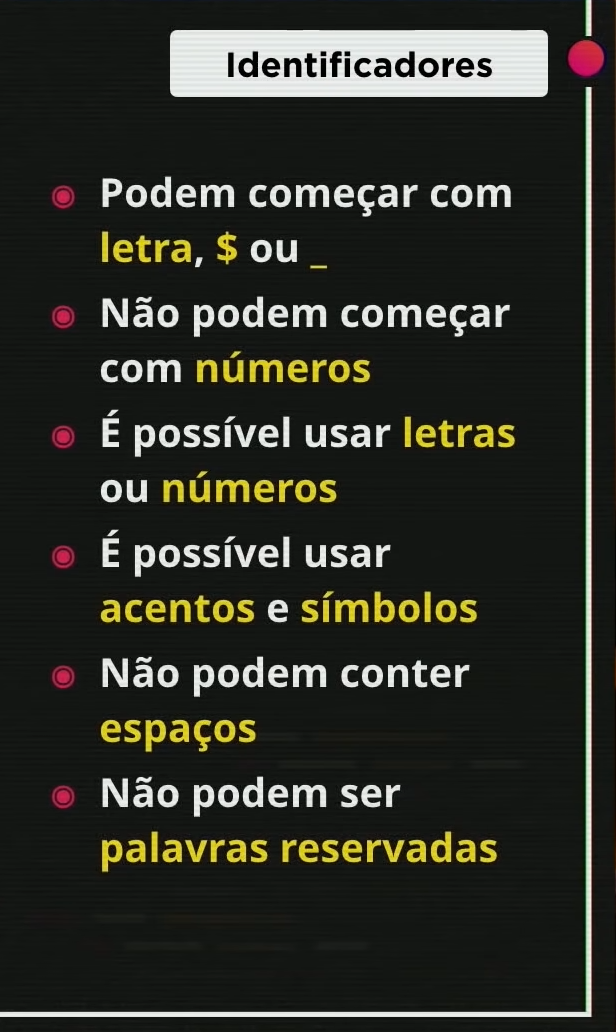 Identificadores
Podem começar com
letra, $ ou _
Não podem começar
com números
É possível usar letras
ou números
É possível usar
acentos e símbolos
Não podem conter
espaços
Não podem ser
palavras reservadas